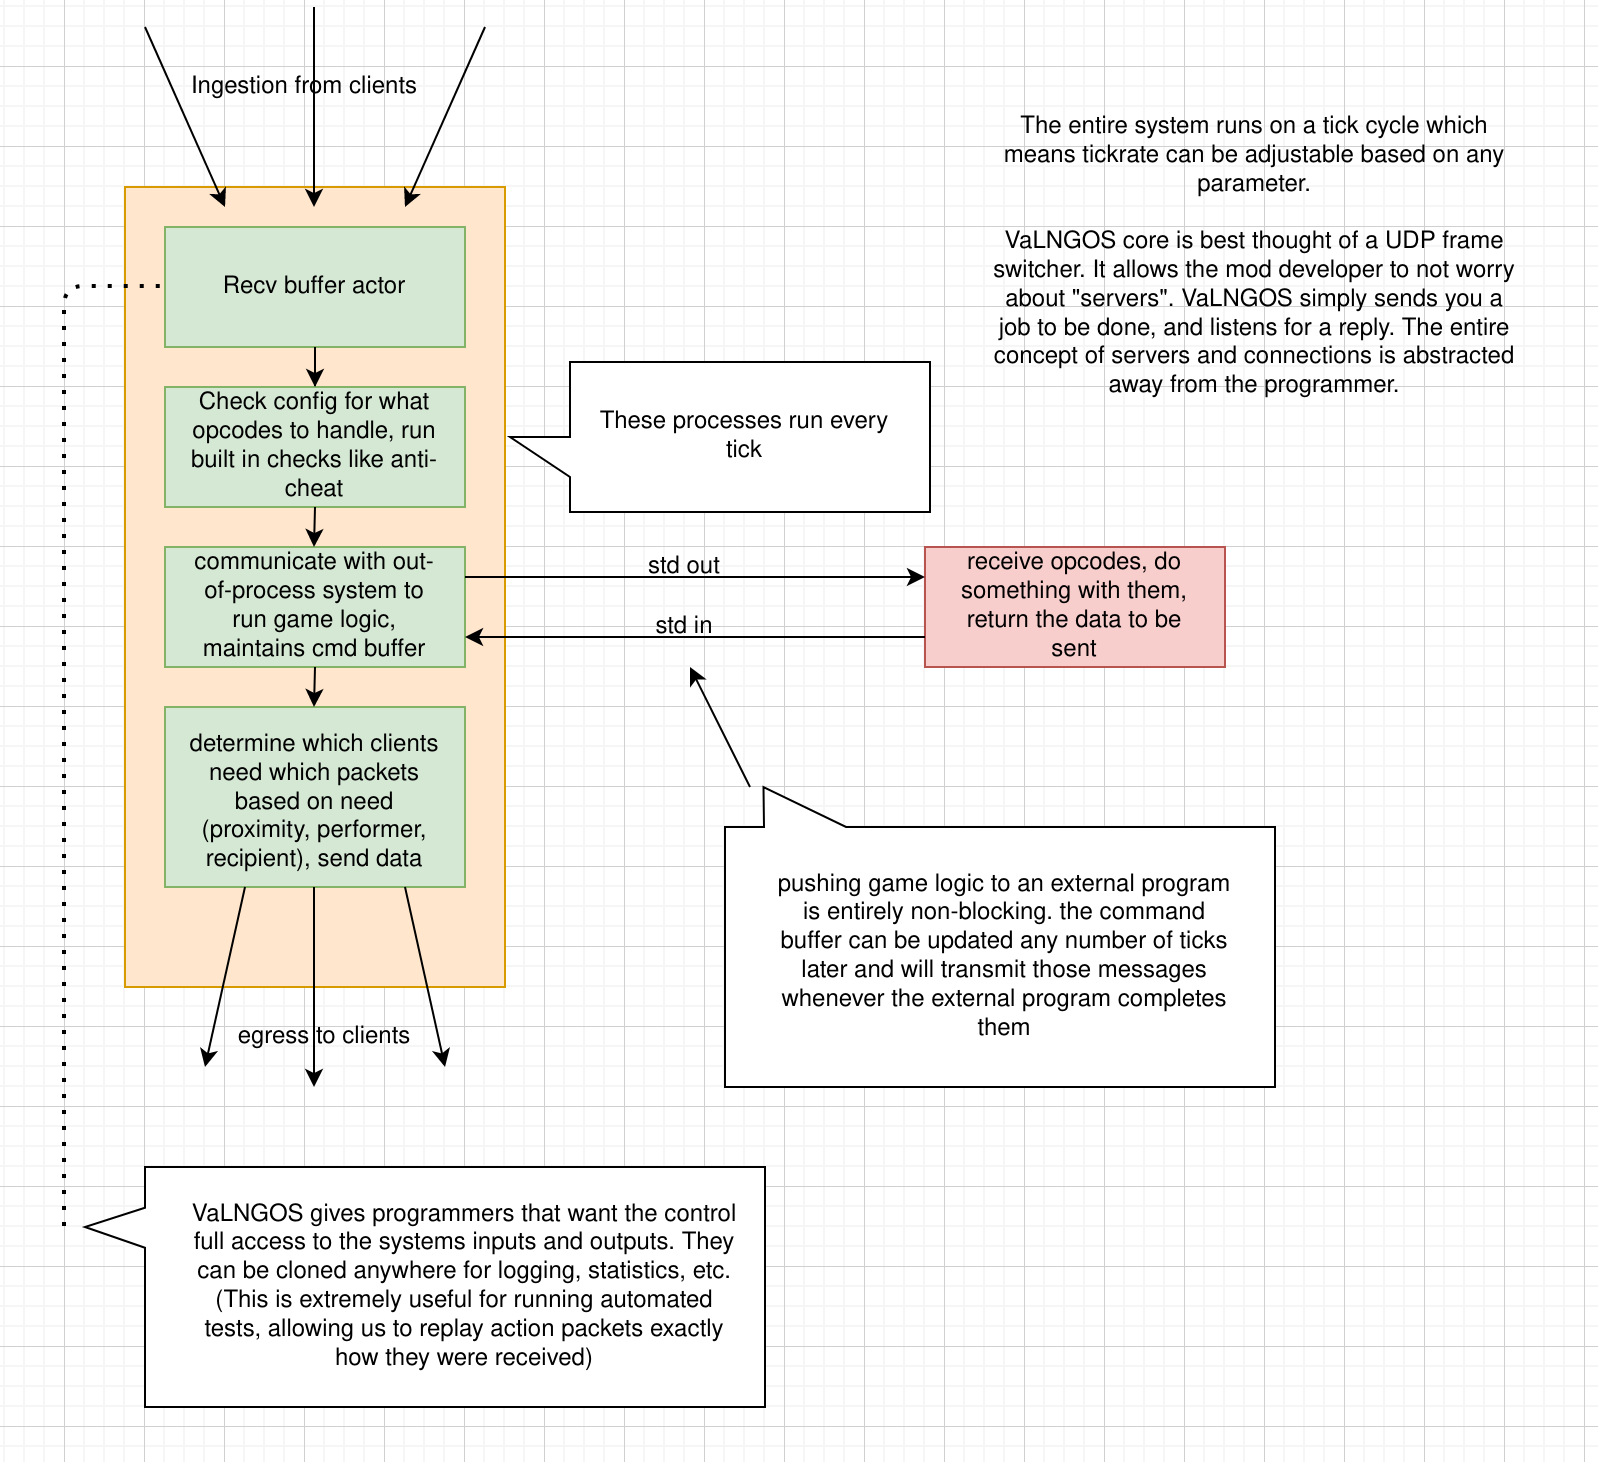 Ingestion from clients
The entire system runs on a tick cycle which
means tickrate can be adjustable based on any
parameter.
VaLNGOS core is best thought of a UDP frame
switcher. It allows the mod developer to not worry
about "servers". VaLNGOS simply sends you a
job to be done, and listens for a reply. The entire
concept of servers and connections is abstracted
away from the programmer.
Recv buffer actor
Check config for what
opcodes to handle, run
built in checks like anti-
cheat
These processes run every
tick
communicate with out-
of-process system to
run game logic,
maintains cmd buffer
std out
std in
receive opcodes, do
something with them,
return the data to be
sent
determine which clients
need which packets
based on need
(proximity, performer,
recipient), send data
pushing game logic to an external program
is entirely non-blocking. the command
buffer can be updated any number of ticks
later and will transmit those messages
whenever the external program completes
them
egress to clients
VaLNGOS gives programmers that want the control
full access to the systems inputs and outputs. They
can be cloned anywhere for logging, statistics, etc.
(This is extremely useful for running automated
tests, allowing us to replay action packets exactly
how they were received)